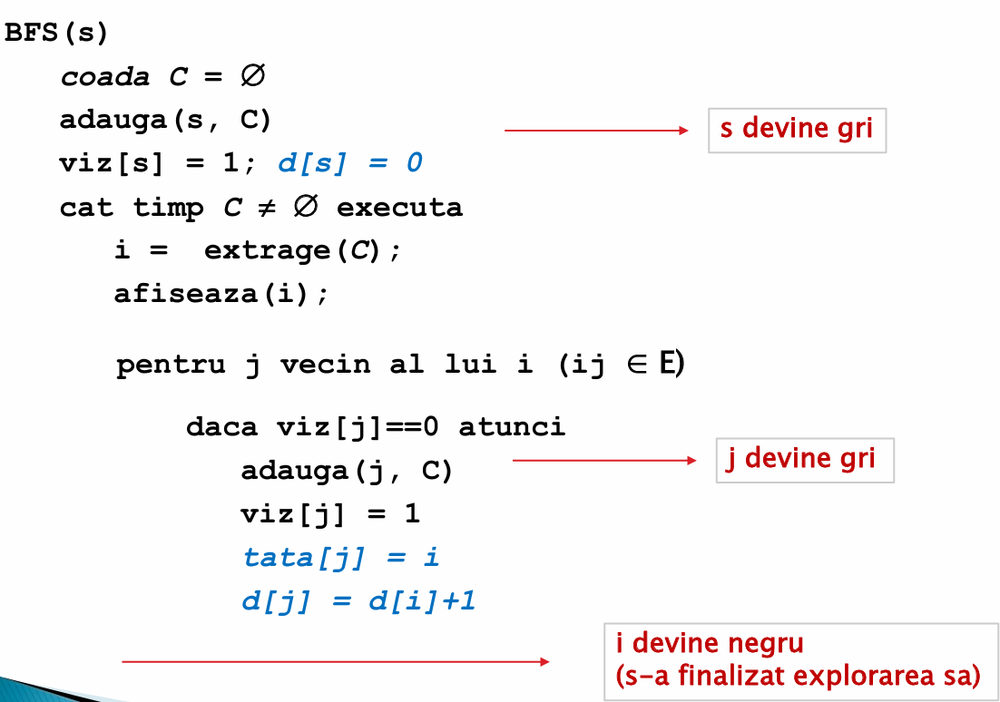 BFS(s)
coada C = ∅
adauga(s, C)
s devine gri
viz[s] = 1; d[s] = 0
cat timp C ≠ ∅ executa
i = extrage(C);
afiseaza(i);
pentru j vecin al lui i (ij ∈ E)
daca viz[j]==0 atunci
adauga(j, C)
j devine gri
viz[j] = 1
tata[j] = i
d[j] = d[i]+1
i devine negru
(s-a finalizat explorarea sa)